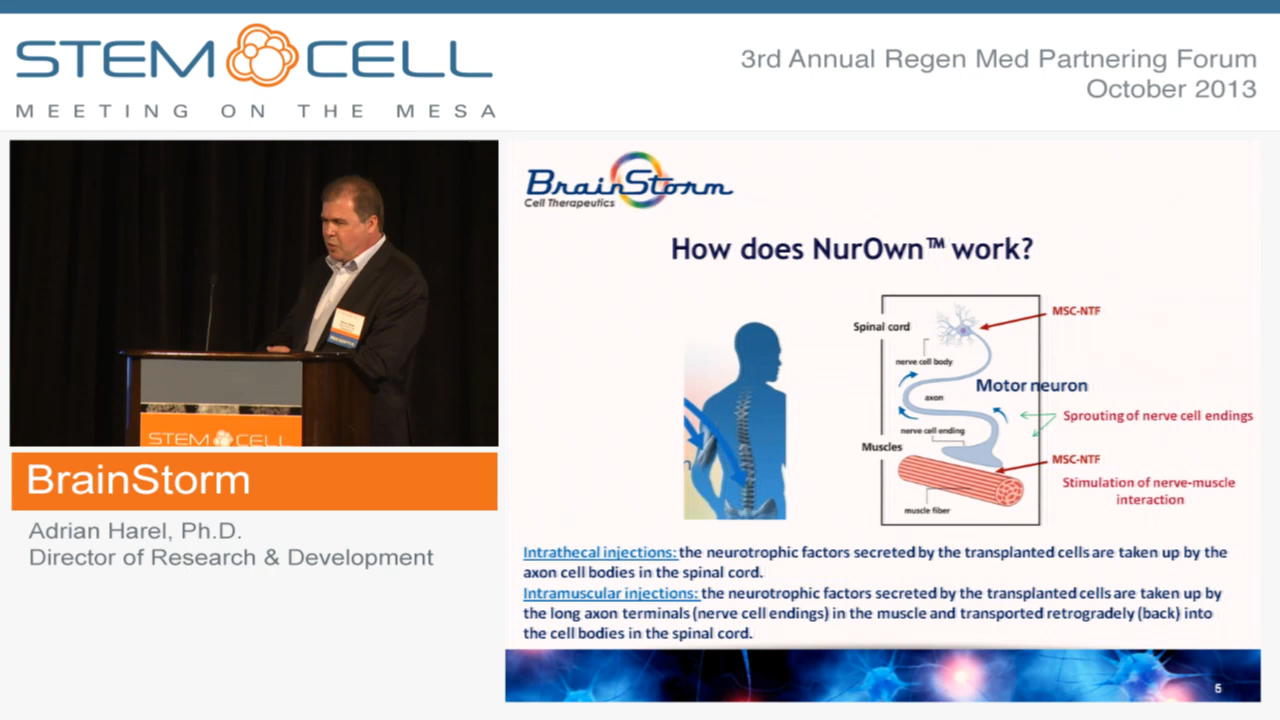 STEM CELL
MEETING ON THE MESA
3rd Annual Regen Med Partnering Forum
October 2013
STEM CELL
BrainStorm
Adrian Harel, Ph.D.
Director of Research & Development
BrainStorm
Cell Therapeutics
How does NurOwn™ work?
Spinal cord
MSC-NTF
nerve cell body
Motor neuron
axon
Sprouting of nerve cell endings
nerve cell ending
Muscles
MSC-NTF
Stimulation of nerve-muscle
interaction
muscle fiber
Intrathecal injections: the neurotrophic factors secreted by the transplanted cells are taken up by the
axon cell bodies in the spinal cord.
Intramuscular injections: the neurotrophic factors secreted by the transplanted cells are taken up by
the long axon terminals (nerve cell endings) in the muscle and transported retrogradely (back) into
the cell bodies in the spinal cord.
5